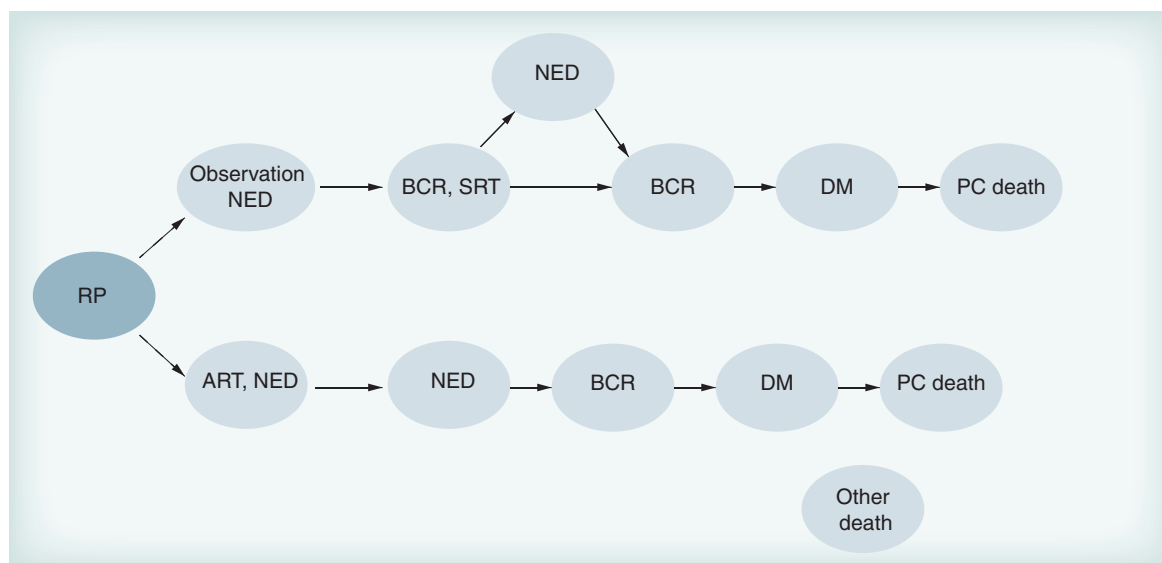 NED
Observation
NED
BCR, SRT
BCR
DM
PC death
RP
ART, NED
NED
BCR
DM
PC death
Other
death